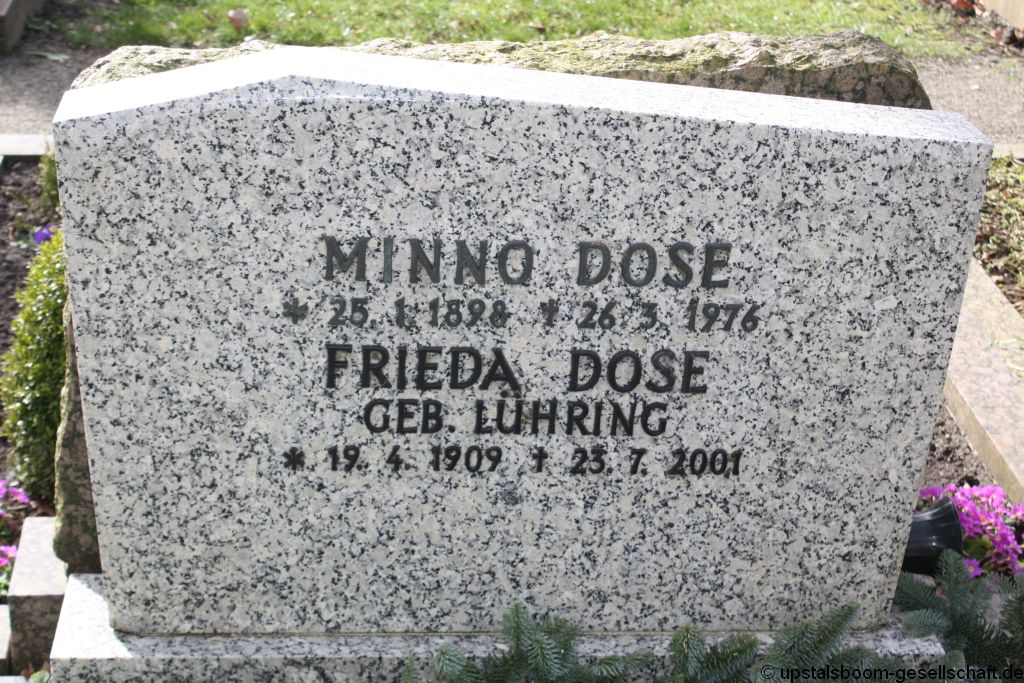 MINNO DOSE
* 25. 1. 1898 † 26. 3. 1976
FRIEDA DOSE
GEB. LÜHRING
* 19. 4. 1909 † 23. 7. 2001
© upstalsboom-gesellschaft.de